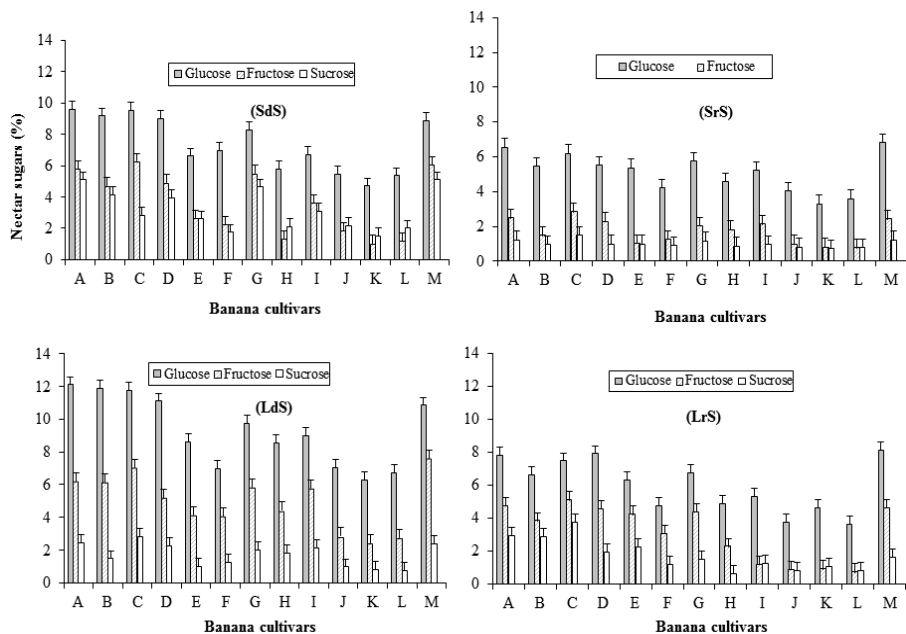 14
12
10
8
6
4
2
0
Nectar sugars (%)
Glucose Fructose Sucrose
(SdS)
A B C D E F G H I J K L M
Banana cultivars
14
12
10
8
6
4
2
0
Glucose Fructose
(SrS)
A B C D E F G H I J K L M
Banana cultivars
14
12
10
8
6
4
2
0
Glucose Fructose Sucrose
(LdS)
A B C D E F G H I J K L M
Banana cultivars
14
12
10
8
6
4
2
0
Glucose Fructose Sucrose
(LrS)
A B C D E F G H I J K L M
Banana cultivars